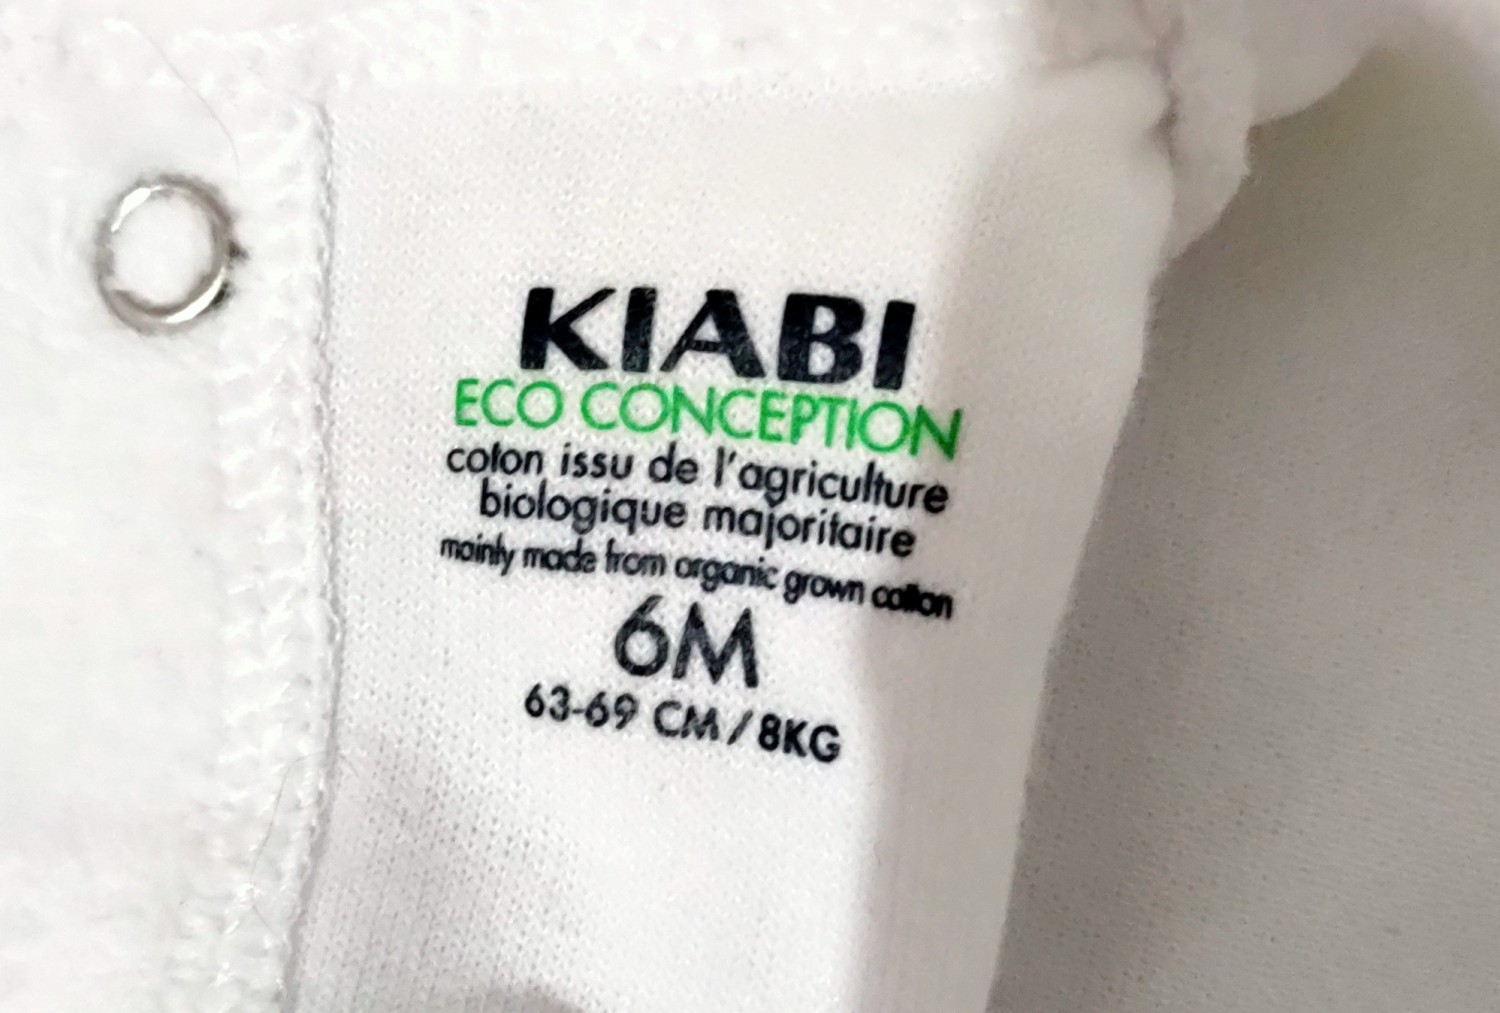 KIABI
ECO CONCEPTION
coton issu de l'agriculture
biologique majoritaire
mainly made from organic grown cotton
6M
63-69 CM / 8KG